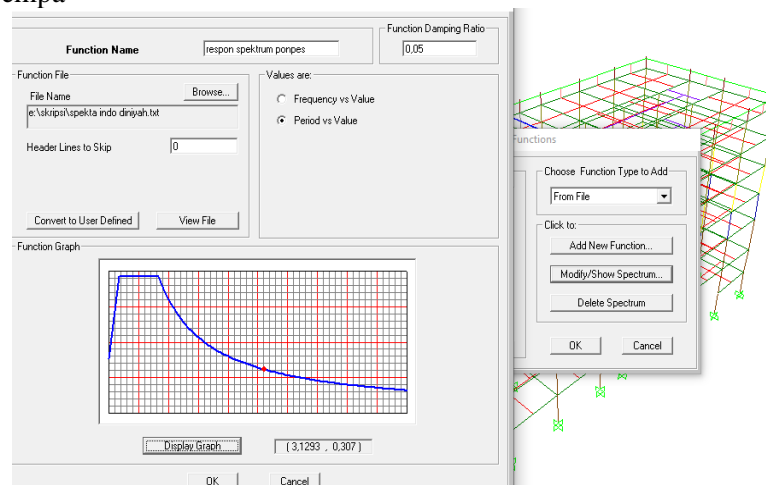 Function Damping Ratio
Function Name
respon spektrum ponpes
0,05
Function File
File Name
Browse...
e:\skripsi\spekta indo diniyah.txt
Header Lines to Skip
0
Convert to User Defined
View File
Values are:
Frequency vs Value
Period vs Value
Function Graph
Display Graph
( 3,1293 , 0,307 )
OK
Cancel
Functions
Choose Function Type to Add
From File
Click to:
Add New Function...
Modify/Show Spectrum...
Delete Spectrum
OK
Cancel